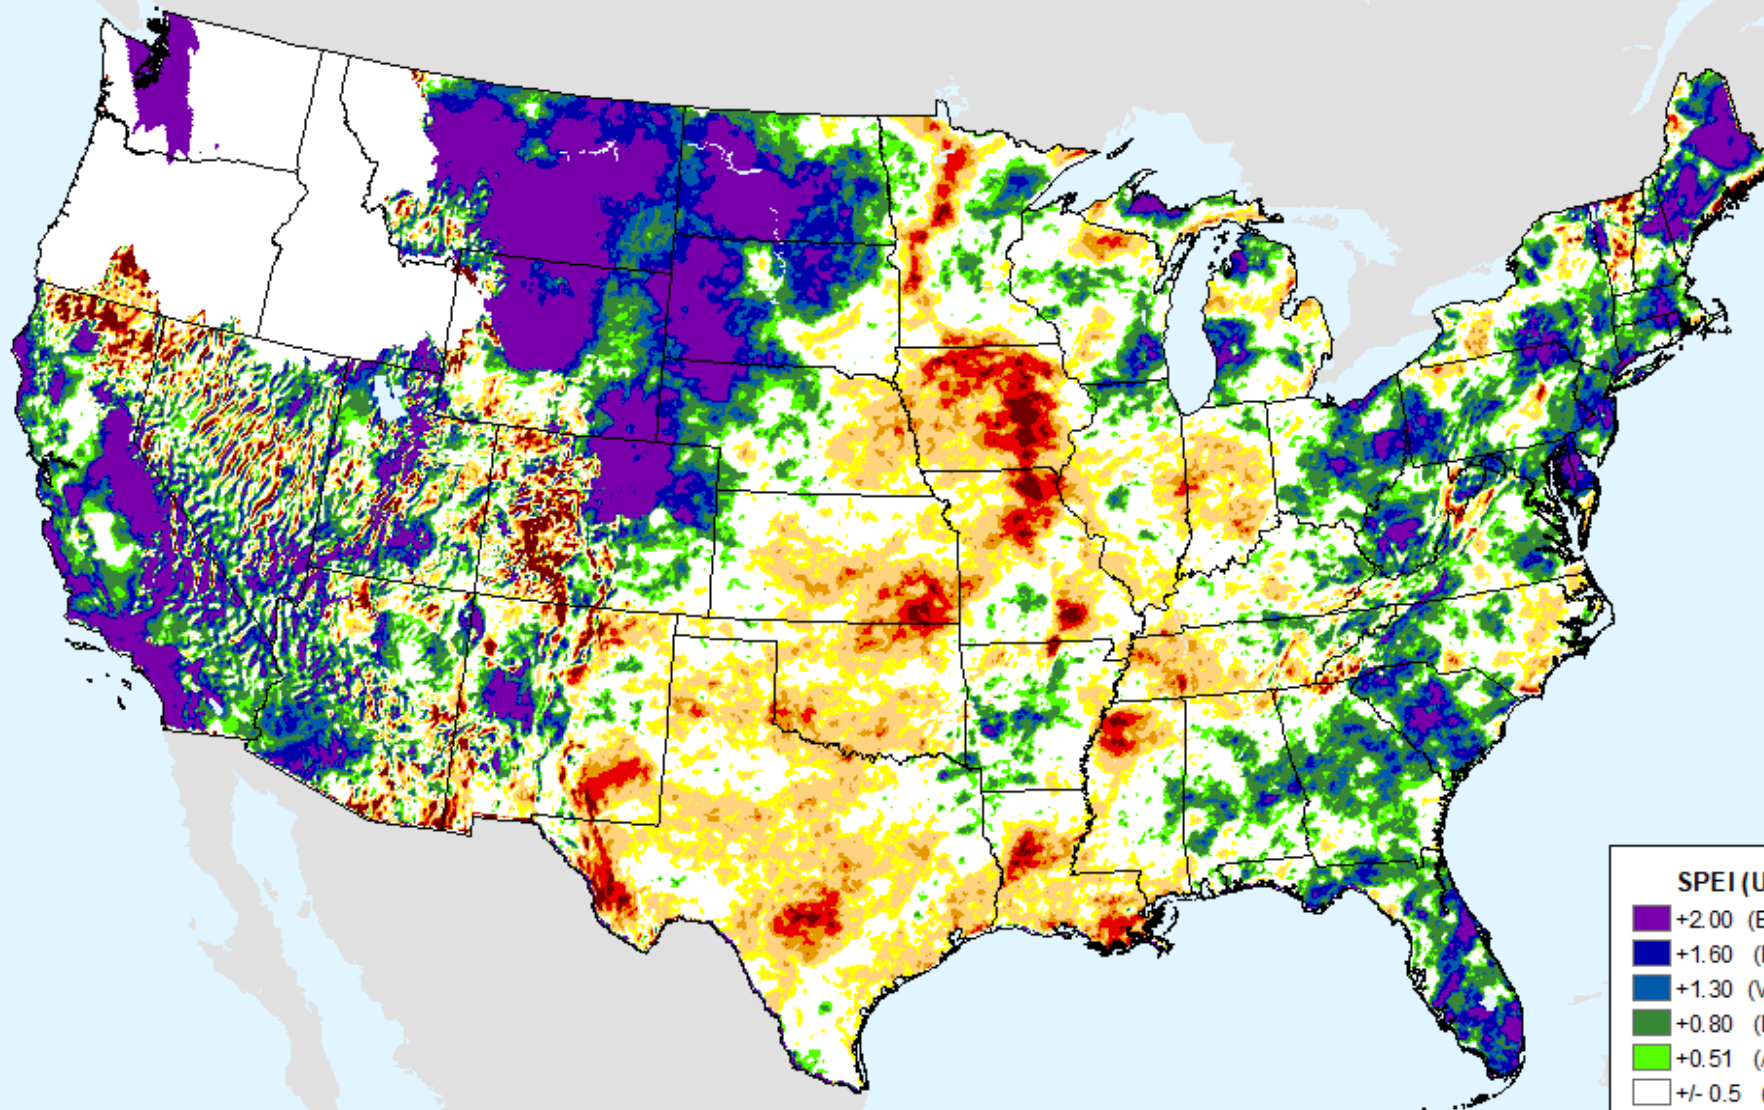 SPEI (U
+2.00 (E
+1.60 (
+1.30 (V
+0.80 (
+0.51 (
+/- 0.5 (